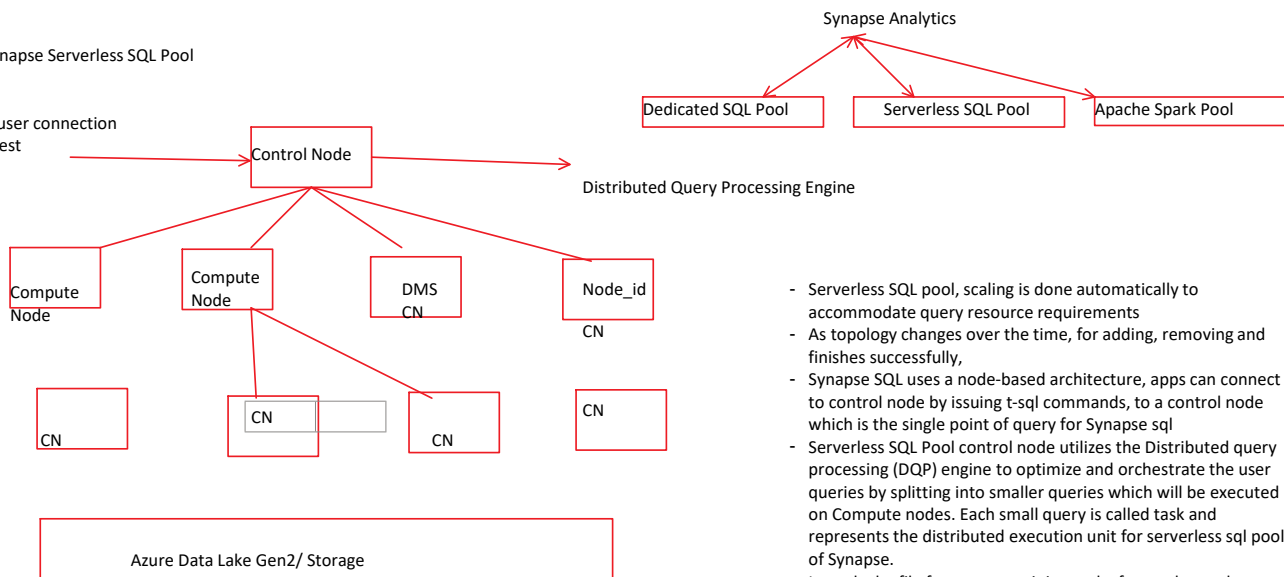 Synapse Analytics
Serverless SQL Pool
user connection
Dedicated SQL Pool
Serverless SQL Pool
Apache Spark Pool
Control Node
Distributed Query Processing Engine
Compute
Node
Compute
Node
DMS
CN
Node_id
CN
CN
CN
CN
CN
Azure Data Lake Gen2/ Storage
- Serverless SQL pool, scaling is done automatically to
accommodate query resource requirements
- As topology changes over the time, for adding, removing and
finishes successfully,
- Synapse SQL uses a node-based architecture, apps can connect
to control node by issuing t-sql commands, to a control node
which is the single point of query for Synapse sql
- Serverless SQL Pool control node utilizes the Distributed query
processing (DQP) engine to optimize and orchestrate the user
queries by splitting into smaller queries which will be executed
on Compute nodes. Each small query is called task and
represents the distributed execution unit for serverless sql pool
of Synapse.